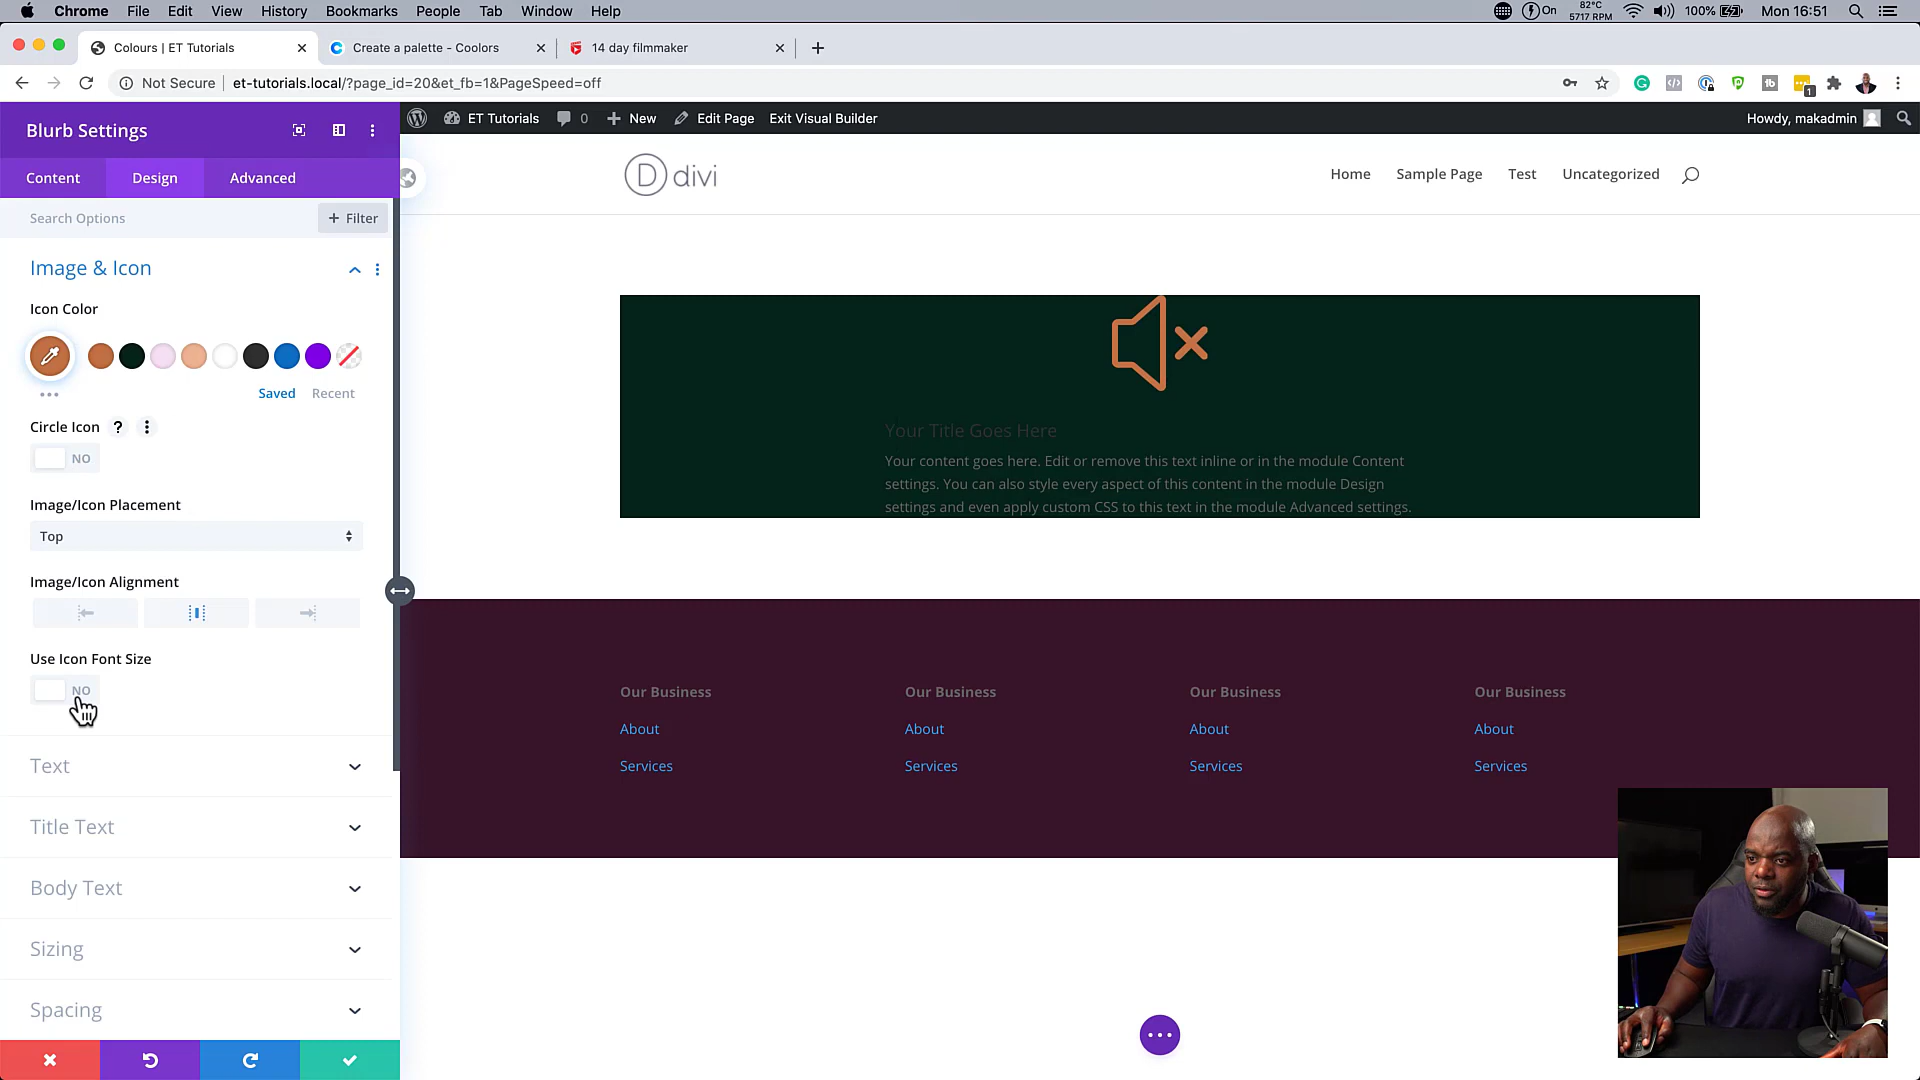 Chrome File Edit View History Bookmarks People Tab Window Help
On 82°C 5717 RPM 100% Mon 16:51
Colours | ET Tutorials
Create a palette - Coolors
14 day filmmaker
Not Secure et-tutorials.local/?page_id=20&et_fb=1&PageSpeed=off
1
Blurb Settings
ET Tutorials 0 New Edit Page Exit Visual Builder
Howdy, makadmin
Content Design Advanced
divi
Home Sample Page Test Uncategorized
Search Options
+ Filter
Image & Icon
Icon Color
Saved Recent
Circle Icon ?
NO
Image/Icon Placement
Top
Image/Icon Alignment
Use Icon Font Size
NO
Text
Title Text
Body Text
Sizing
Spacing
Your Title Goes Here
Your content goes here. Edit or remove this text inline or in the module Content
settings. You can also style every aspect of this content in the module Design
settings and even apply custom CSS to this text in the module Advanced settings.
Our Business Our Business Our Business Our Business
About About About About
Services Services Services Services